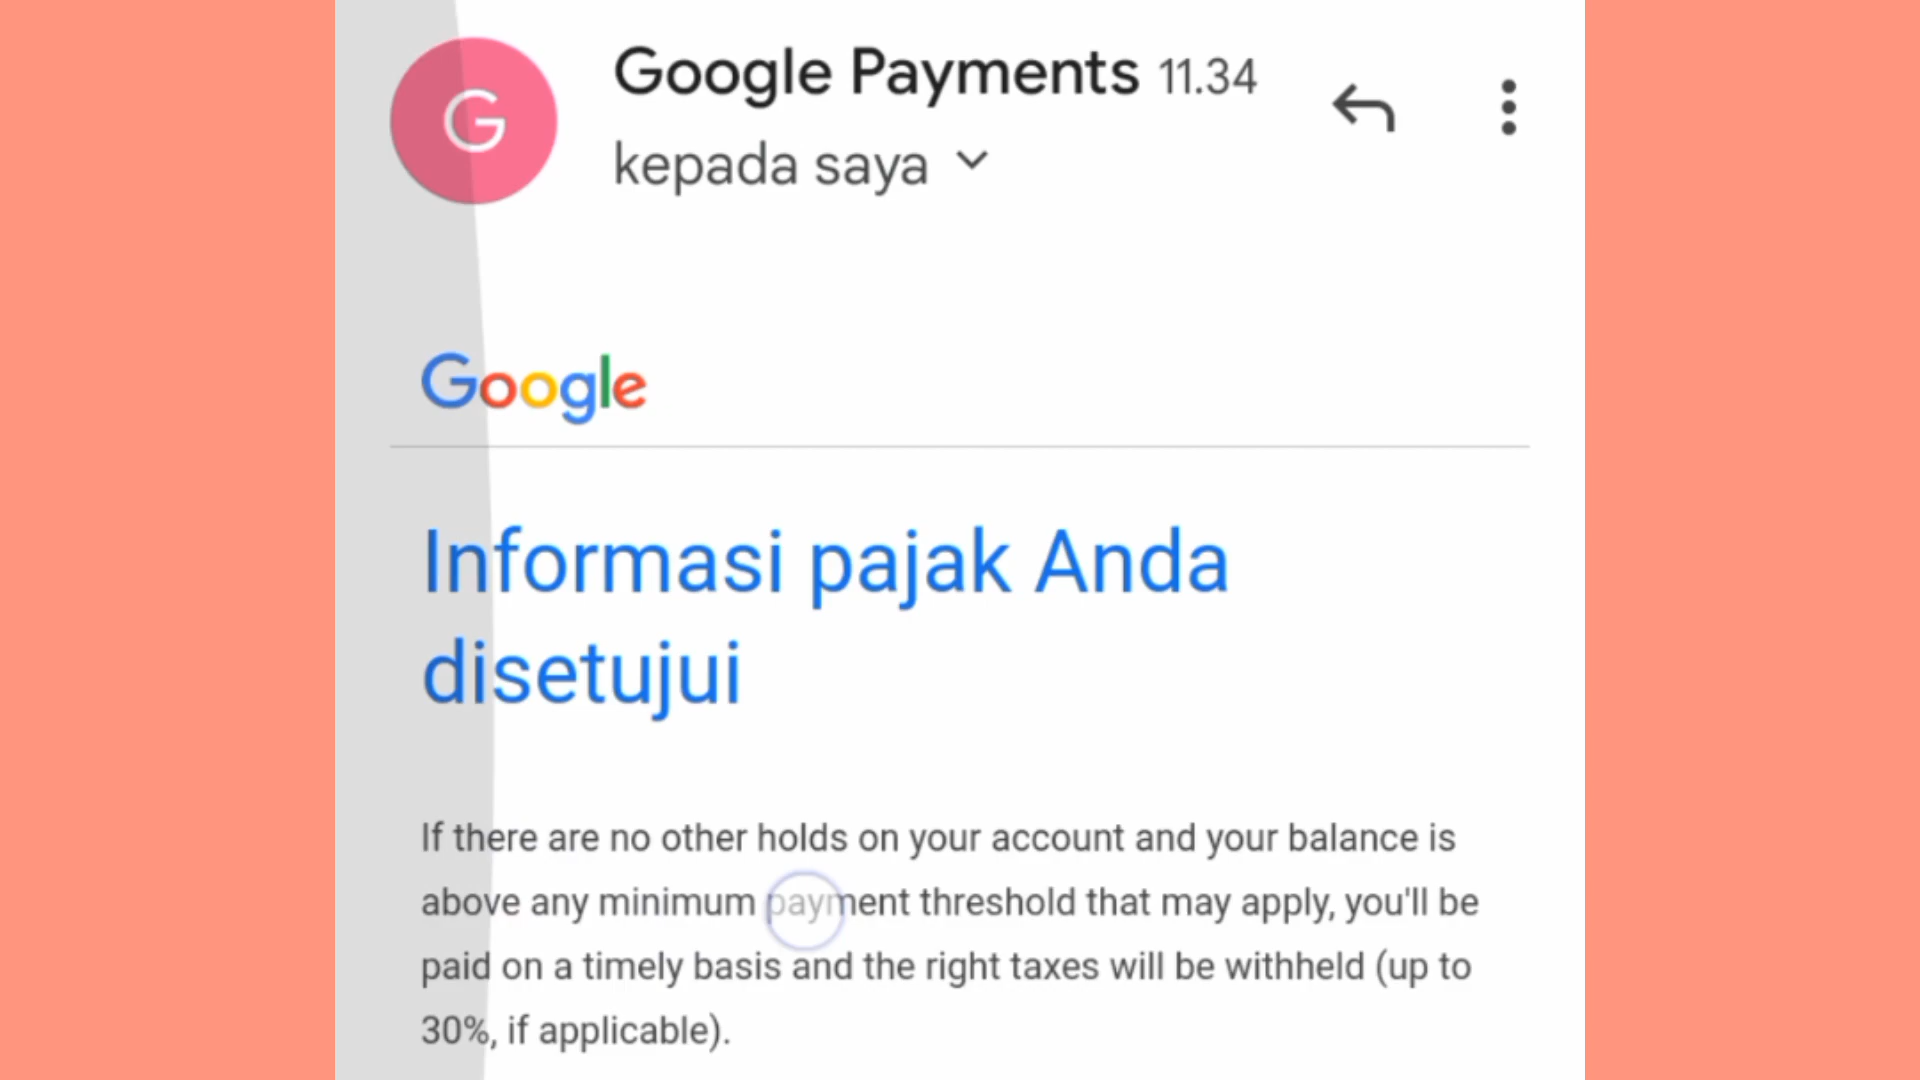 G
Google Payments 11.34
kepada saya
Google
Informasi pajak Anda
disetujui
If there are no other holds on your account and your balance is
above any minimum payment threshold that may apply, you'll be
paid on a timely basis and the right taxes will be withheld (up to
30%, if applicable).